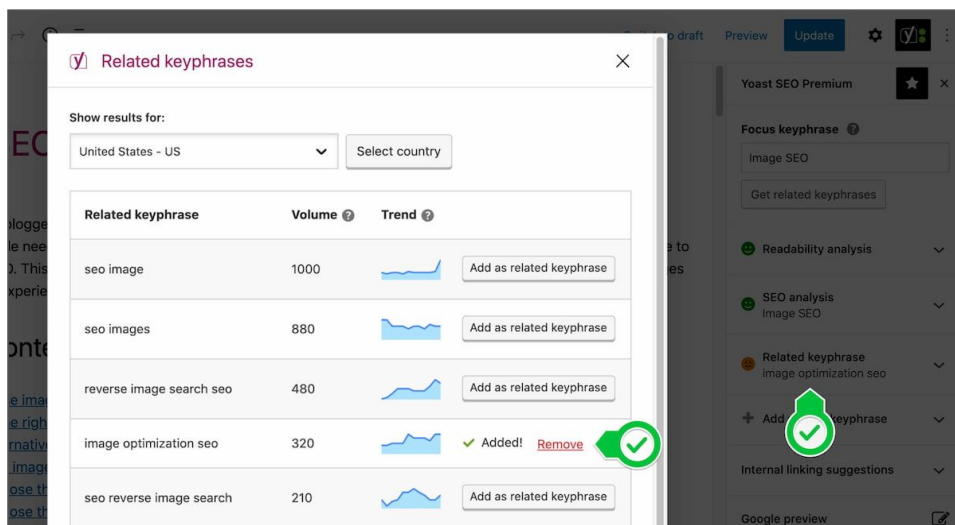 o draft
Preview
Update
Related keyphrases
Yoast SEO Premium
Show results for:
United States - US
Select country
Focus keyphrase
Image SEO
Get related keyphrases
Related keyphrase Volume Trend
seo image 1000 Add as related keyphrase
seo images 880 Add as related keyphrase
reverse image search seo 480 Add as related keyphrase
image optimization seo 320 Added! Remove
seo reverse image search 210 Add as related keyphrase
Readability analysis
SEO analysis
Image SEO
Related keyphrase
image optimization seo
Add keyphrase
Internal linking suggestions
Google preview